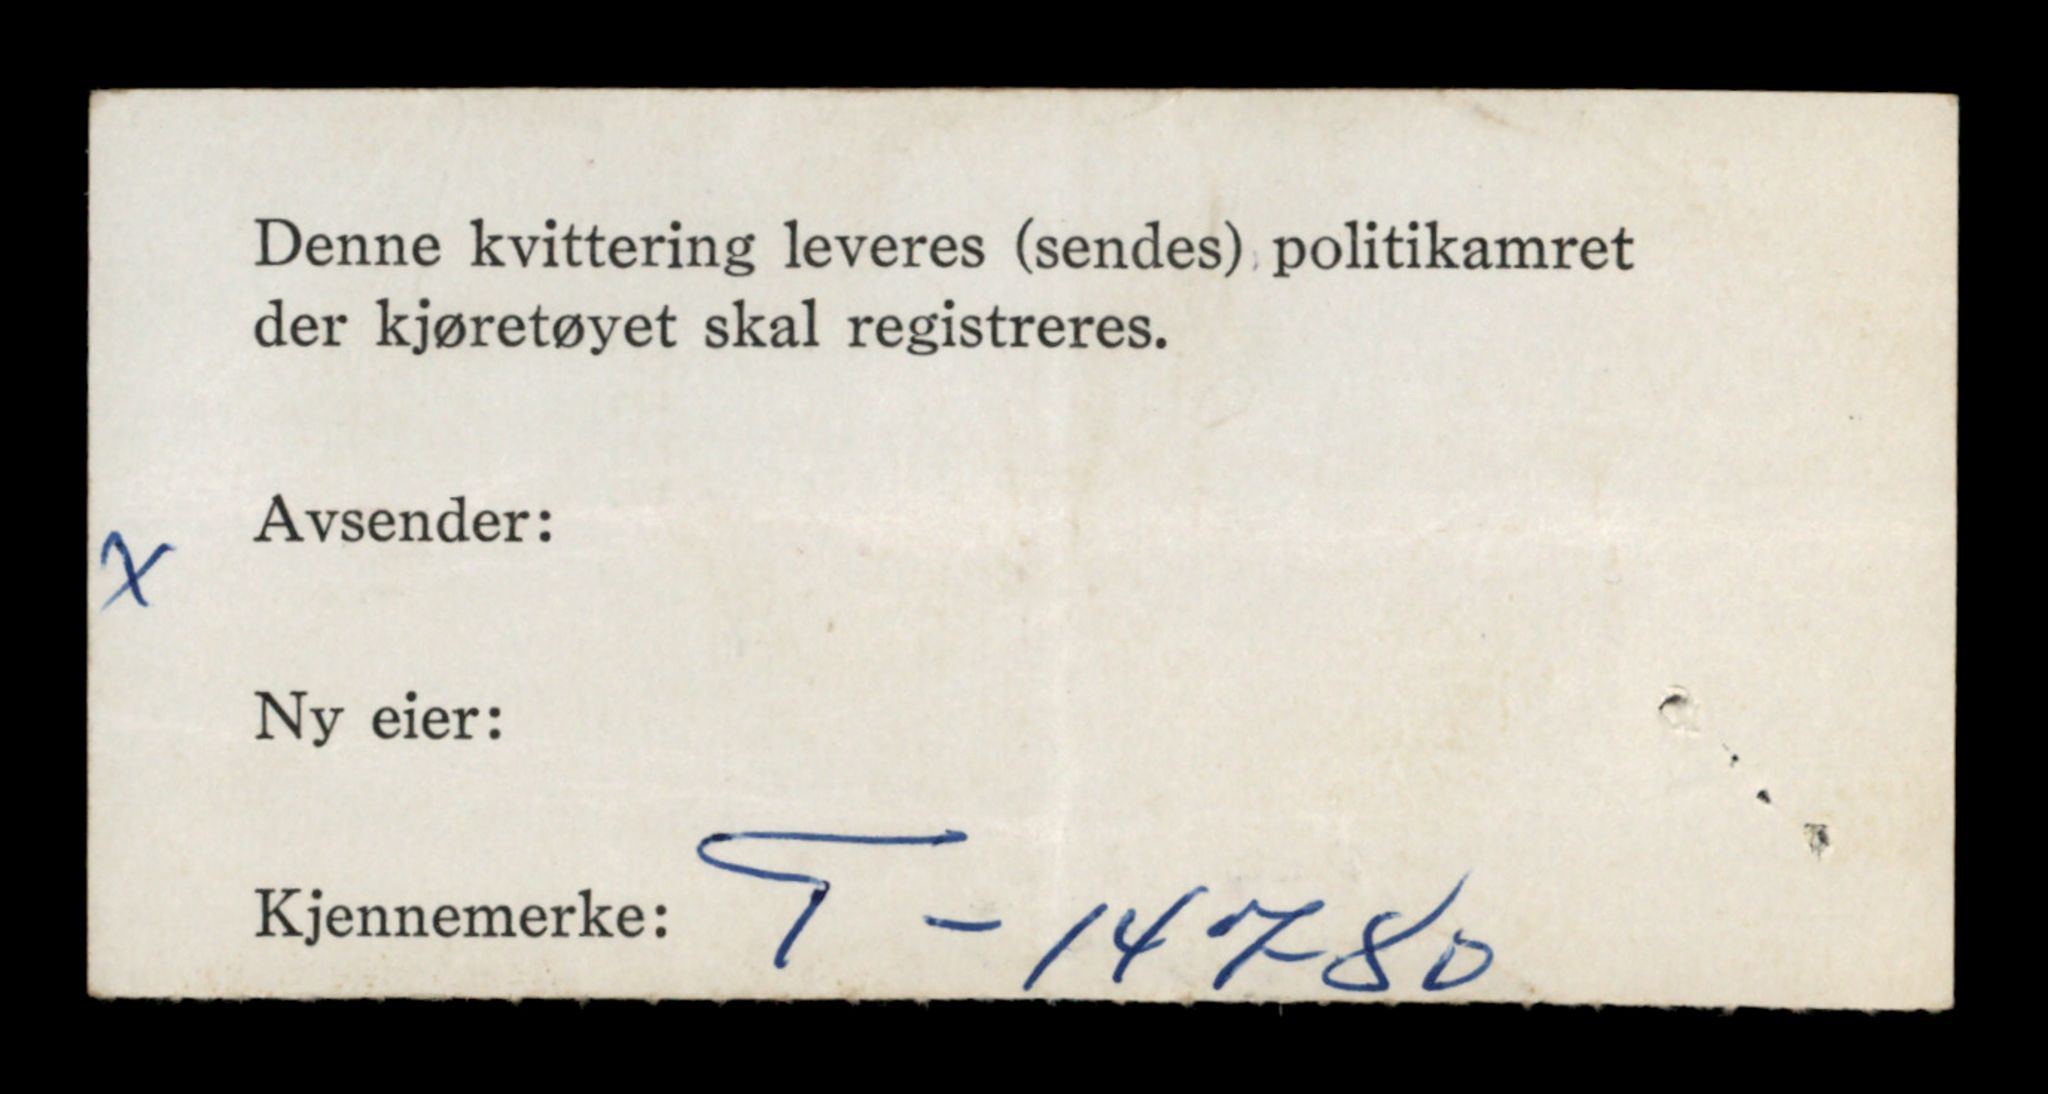 Denne kvittering leveres (sendes) politikamret
der kjøretøyet skal registreres.
Avsender:
x
Ny eier:
Kjennemerke: T - 14780